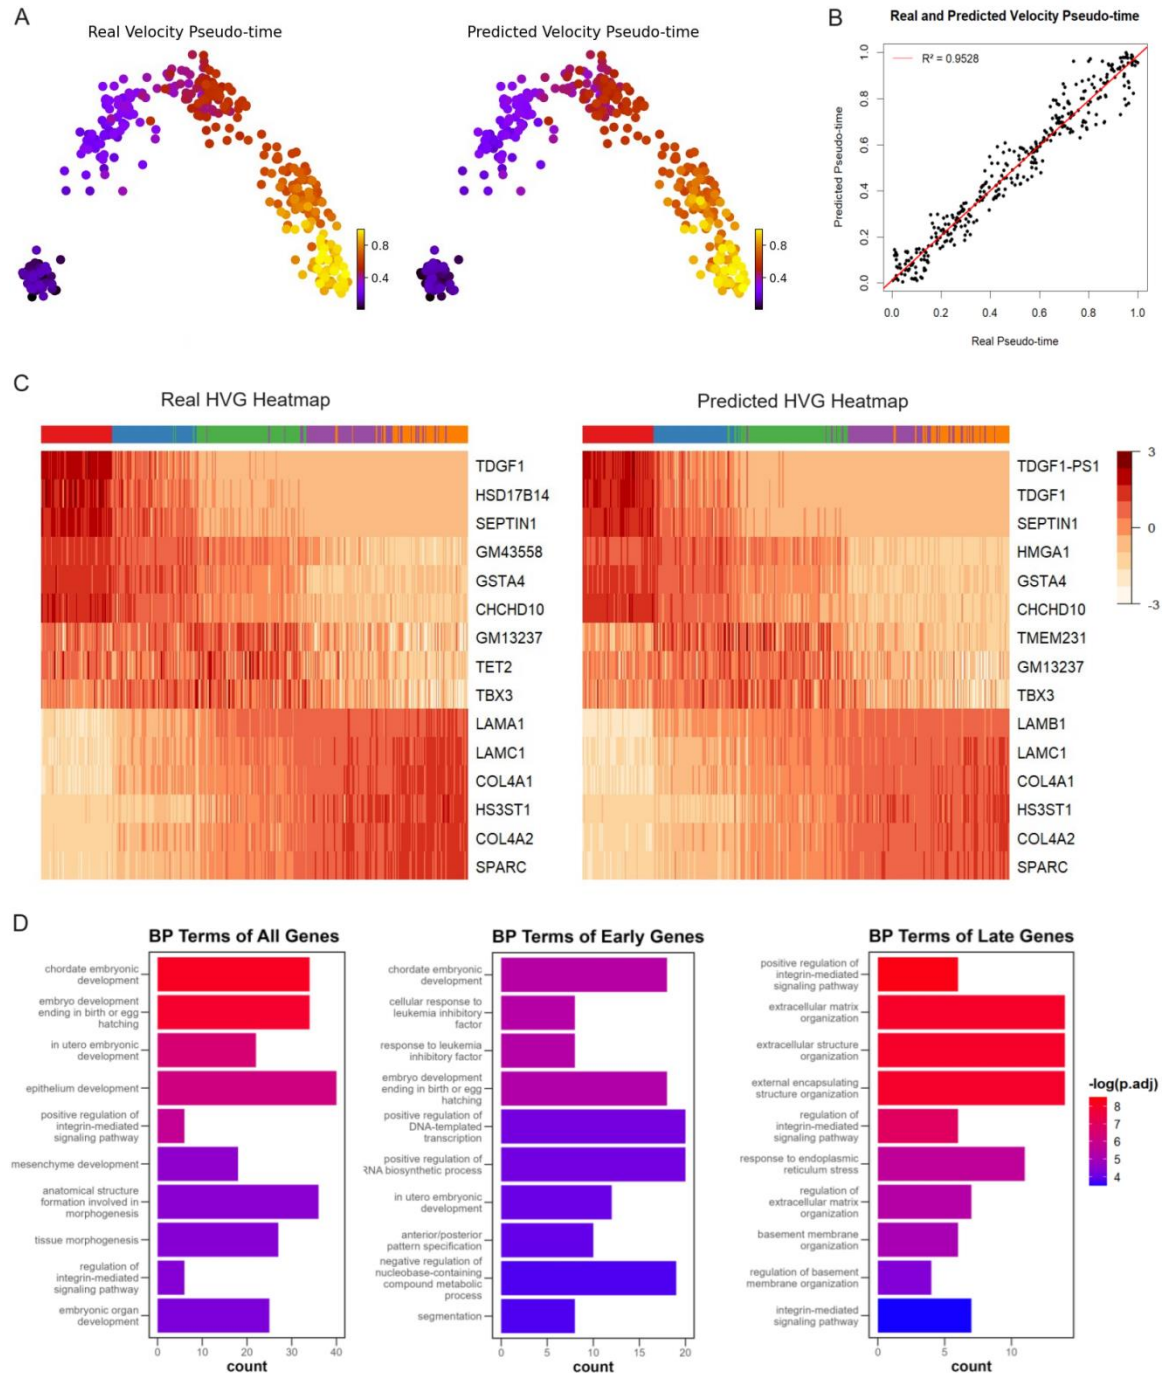 A
Real Velocity Pseudo-time
0.8
0.4
Predicted Velocity Pseudo-time
0.8
0.4
B
Real and Predicted Velocity Pseudo-time
R² = 0.9528
Predicted Pseudo-time
1.0
0.8
0.6
0.4
0.2
0.0
0.0 0.2 0.4 0.6 0.8 1.0
Real Pseudo-time
C
Real HVG Heatmap
TDGF1
HSD17B14
SEPTIN1
GM43558
GSTA4
CHCHD10
GM13237
TET2
TBX3
LAMA1
LAMC1
COL4A1
HS3ST1
COL4A2
SPARC
Predicted HVG Heatmap
TDGF1-PS1
TDGF1
SEPTIN1
HMGA1
GSTA4
CHCHD10
TMEM231
GM13237
TBX3
LAMB1
LAMC1
COL4A1
HS3ST1
COL4A2
SPARC
3
0
-3
D
BP Terms of All Genes
chordate embryonic
development
embryo development
ending in birth or egg
hatching
in utero embryonic
development
epithelium development
positive regulation of
integrin-mediated
signaling pathway
mesenchyme development
anatomical structure
formation involved in
morphogenesis
tissue morphogenesis
regulation of
integrin-mediated
signaling pathway
embryonic organ
development
0 10 20 30 40
count
BP Terms of Early Genes
chordate embryonic
development
cellular response to
leukemia inhibitory
factor
response to leukemia
inhibitory factor
embryo development
ending in birth or egg
hatching
positive regulation of
DNA-templated
transcription
positive regulation of
RNA biosynthetic process
in utero embryonic
development
anterior/posterior
pattern specification
negative regulation of
nucleobase-containing
compound metabolic
process
segmentation
0 5 10 15 20
count
BP Terms of Late Genes
positive regulation of
integrin-mediated
signaling pathway
extracellular matrix
organization
extracellular structure
organization
external encapsulating
structure organization
regulation of
integrin-mediated
signaling pathway
response to endoplasmic
reticulum stress
regulation of
extracellular matrix
organization
basement membrane
organization
regulation of basement
membrane organization
integrin-mediated
signaling pathway
0 5 10
count
-log(p.adj)
8
7
6
5
4